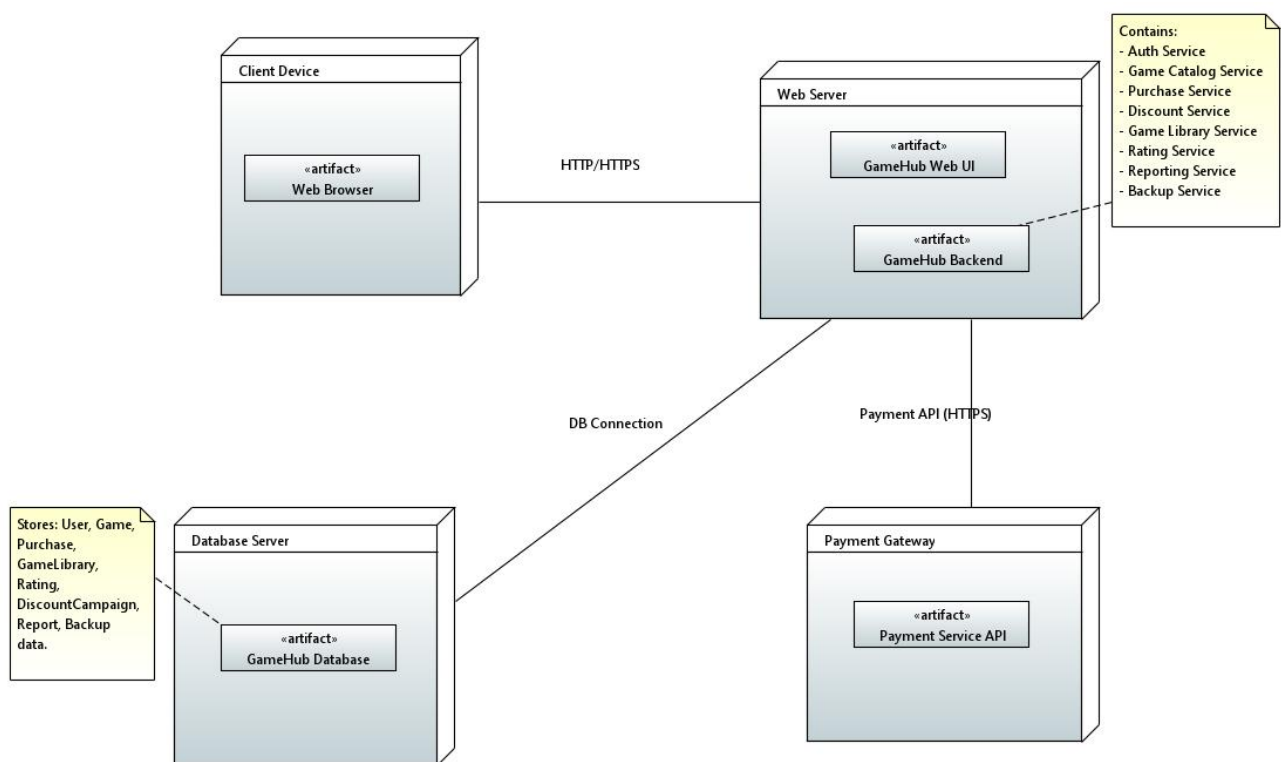 Client Device
«artifact»
Web Browser
HTTP/HTTPS
Web Server
«artifact»
GameHub Web UI
«artifact»
GameHub Backend
Contains:
- Auth Service
- Game Catalog Service
- Purchase Service
- Discount Service
- Game Library Service
- Rating Service
- Reporting Service
- Backup Service
DB Connection
Payment API (HTTPS)
Stores: User, Game,
Purchase,
GameLibrary,
Rating,
DiscountCampaign,
Report, Backup
data.
Database Server
«artifact»
GameHub Database
Payment Gateway
«artifact»
Payment Service API